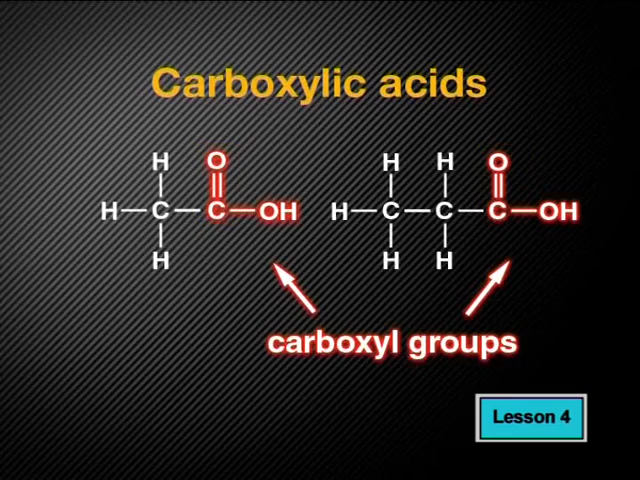 Carboxylic acids
H O H H O
H C C OH H C C C OH
H H H
carboxyl groups
Lesson 4